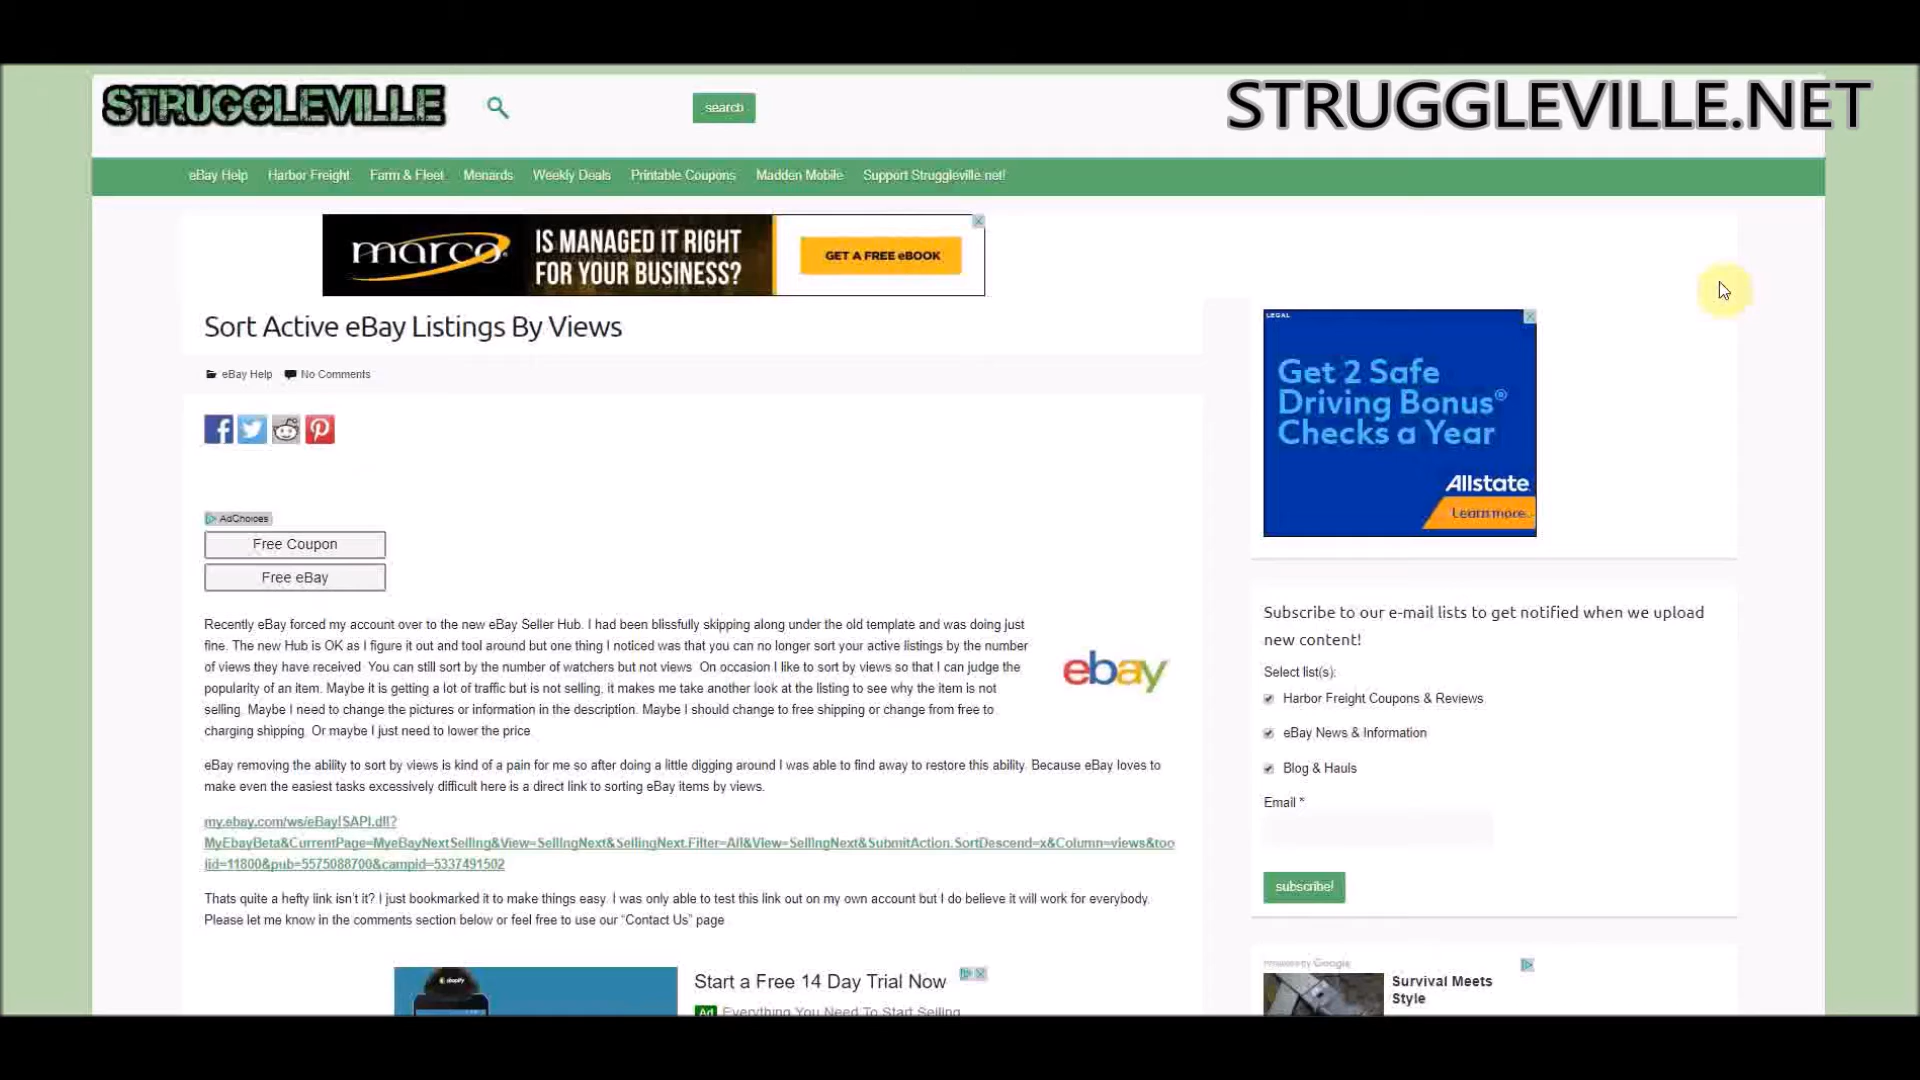 STRUGGLEVILLE
search
STRUGGLEVILLE.NET
eBay Help Harbor Freight Farm & Fleet Menards Weekly Deals Printable Coupons Madden Mobile Support Struggleville.net!
marco
IS MANAGED IT RIGHT
FOR YOUR BUSINESS?
GET A FREE eBOOK
Sort Active eBay Listings By Views
eBay Help No Comments
AdChoices
Free Coupon
Free eBay
Recently eBay forced my account over to the new eBay Seller Hub. I had been blissfully skipping along under the old template and was doing just
fine. The new Hub is OK as I figure it out and tool around but one thing I noticed was that you can no longer sort your active listings by the number
of views they have received. You can still sort by the number of watchers but not views. On occasion I like to sort by views so that I can judge the
popularity of an item. Maybe it is getting a lot of traffic but is not selling, it makes me take another look at the listing to see why the item is not
selling. Maybe I need to change the pictures or information in the description. Maybe I should change to free shipping or change from free to
charging shipping. Or maybe I just need to lower the price.
ebay
eBay removing the ability to sort by views is kind of a pain for me so after doing a little digging around I was able to find away to restore this ability. Because eBay loves to
make even the easiest tasks excessively difficult here is a direct link to sorting eBay items by views.
my.ebay.com/ws/eBayISAPI.dll?
MyEbayBeta&CurrentPage=MyeBayNextSelling&View=SellingNext&SellingNext.Filter=All&View=SellingNext&SubmitAction.SortDescend=x&Column=views&too
lid=11800&pub=5575088700&campid=5337491502
Thats quite a hefty link isn't it? I just bookmarked it to make things easy. I was only able to test this link out on my own account but I do believe it will work for everybody.
Please let me know in the comments section below or feel free to use our "Contact Us" page
shopify
Start a Free 14 Day Trial Now
Ad Everything You Need To Start Selling
LEGAL
Get 2 Safe
Driving Bonus®
Checks a Year
Allstate
Learn more
Subscribe to our e-mail lists to get notified when we upload
new content!
Select list(s):
Harbor Freight Coupons & Reviews
eBay News & Information
Blog & Hauls
Email *
subscribe!
Powered by Google
Survival Meets
Style